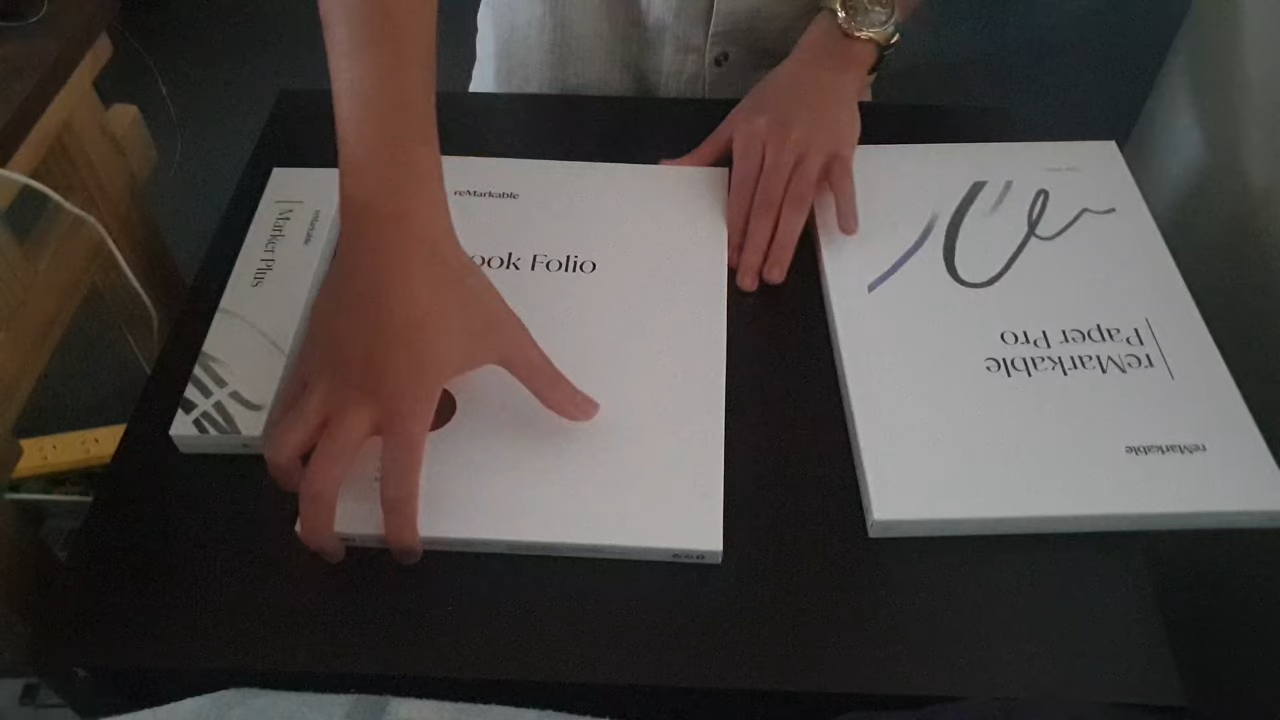 reMarkable
Marker Plus
reMarkable
ook Folio
reMarkable
Paper Pro
reMarkable